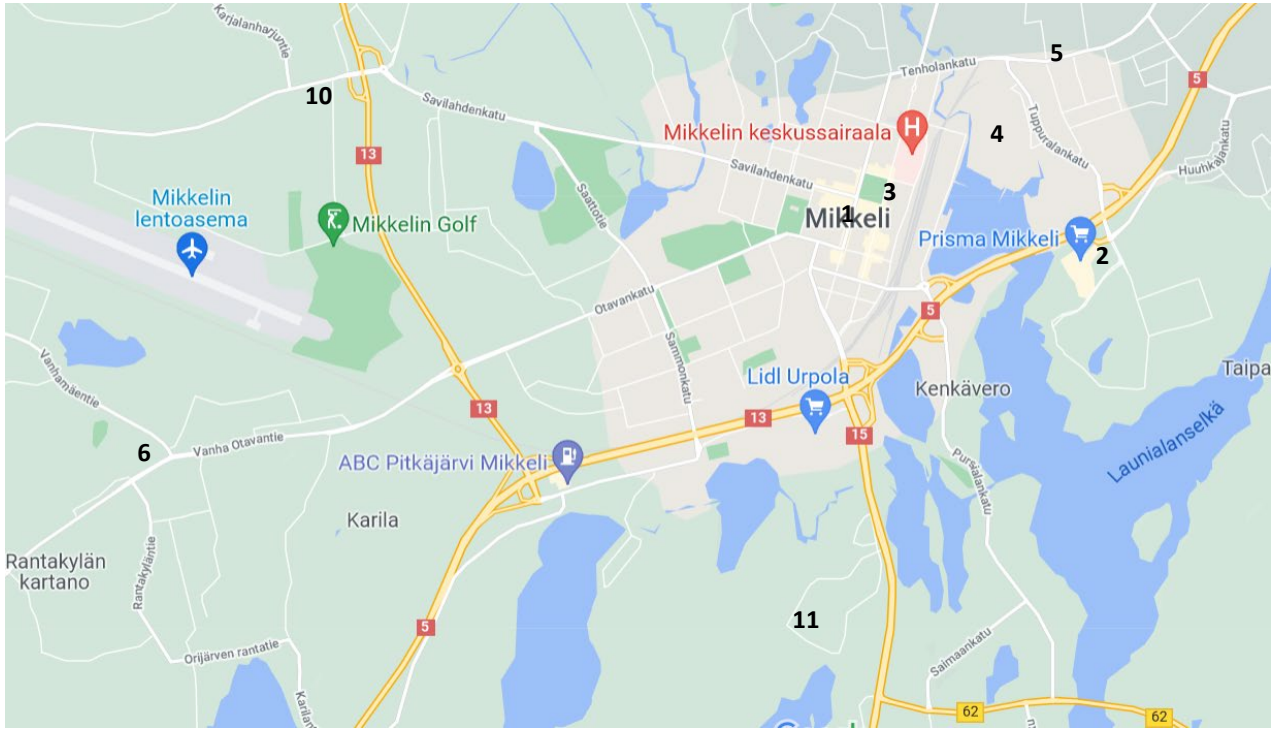 Karjalanharjuntie
10
13
Savilahdenkatu
Tenholankatu
5
5
Mikkelin keskussairaala
H
4
Tuppuralankatu
Huuhkajankatu
Savilahdenkatu
3
Mikkelin
lentoasema
Mikkelin Golf
Saattotie
1
Mikkeli
Prisma Mikkeli
2
Otavankatu
5
Vanhamäentie
Sammonkatu
Lidl Urpola
Kenkävero
Taipa
13
13
15
6
Vanha Otavantie
ABC Pitkäjärvi Mikkeli
Launialanselkä
Pursialankatu
Karila
Rantakylän
kartano
Rantakyläntie
5
11
Orijärven rantatie
Saimaankatu
62
62